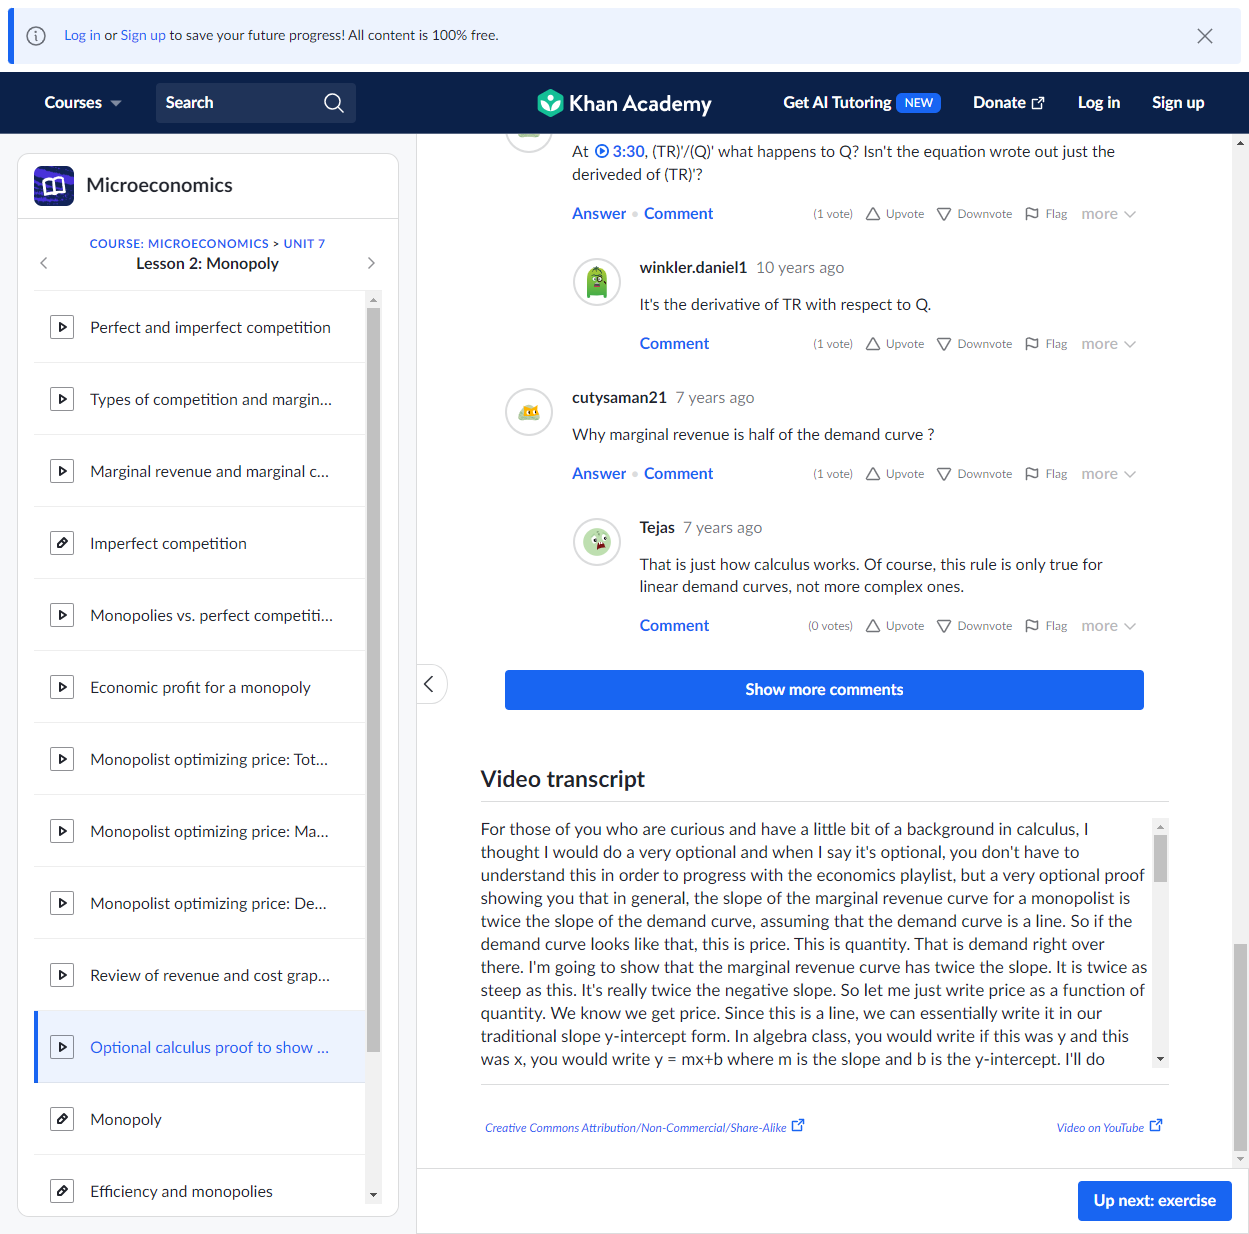 Log in or Sign up to save your future progress! All content is 100% free.
Courses
Search
Khan Academy
Get AI Tutoring NEW
Donate
Log in
Sign up
Microeconomics
COURSE: MICROECONOMICS > UNIT 7
Lesson 2: Monopoly
Perfect and imperfect competition
Types of competition and margin...
Marginal revenue and marginal c...
Imperfect competition
Monopolies vs. perfect competiti...
Economic profit for a monopoly
Monopolist optimizing price: Tot...
Monopolist optimizing price: Ma...
Monopolist optimizing price: De...
Review of revenue and cost grap...
Optional calculus proof to show ...
Monopoly
Efficiency and monopolies
At 3:30, (TR)'/(Q)' what happens to Q? Isn't the equation wrote out just the
deriveded of (TR)'?
Answer • Comment (1 vote) Upvote Downvote Flag more
winkler.daniel1 10 years ago
It's the derivative of TR with respect to Q.
Comment (1 vote) Upvote Downvote Flag more
cutysaman21 7 years ago
Why marginal revenue is half of the demand curve ?
Answer • Comment (1 vote) Upvote Downvote Flag more
Tejas 7 years ago
That is just how calculus works. Of course, this rule is only true for
linear demand curves, not more complex ones.
Comment (0 votes) Upvote Downvote Flag more
Show more comments
Video transcript
For those of you who are curious and have a little bit of a background in calculus, I
thought I would do a very optional and when I say it's optional, you don't have to
understand this in order to progress with the economics playlist, but a very optional proof
showing you that in general, the slope of the marginal revenue curve for a monopolist is
twice the slope of the demand curve, assuming that the demand curve is a line. So if the
demand curve looks like that, this is price. This is quantity. That is demand right over
there. I'm going to show that the marginal revenue curve has twice the slope. It is twice as
steep as this. It's really twice the negative slope. So let me just write price as a function of
quantity. We know we get price. Since this is a line, we can essentially write it in our
traditional slope y-intercept form. In algebra class, you would write if this was y and this
was x, you would write y = mx+b where m is the slope and b is the y-intercept. I'll do
Creative Commons Attribution/Non-Commercial/Share-Alike
Video on YouTube
Up next: exercise